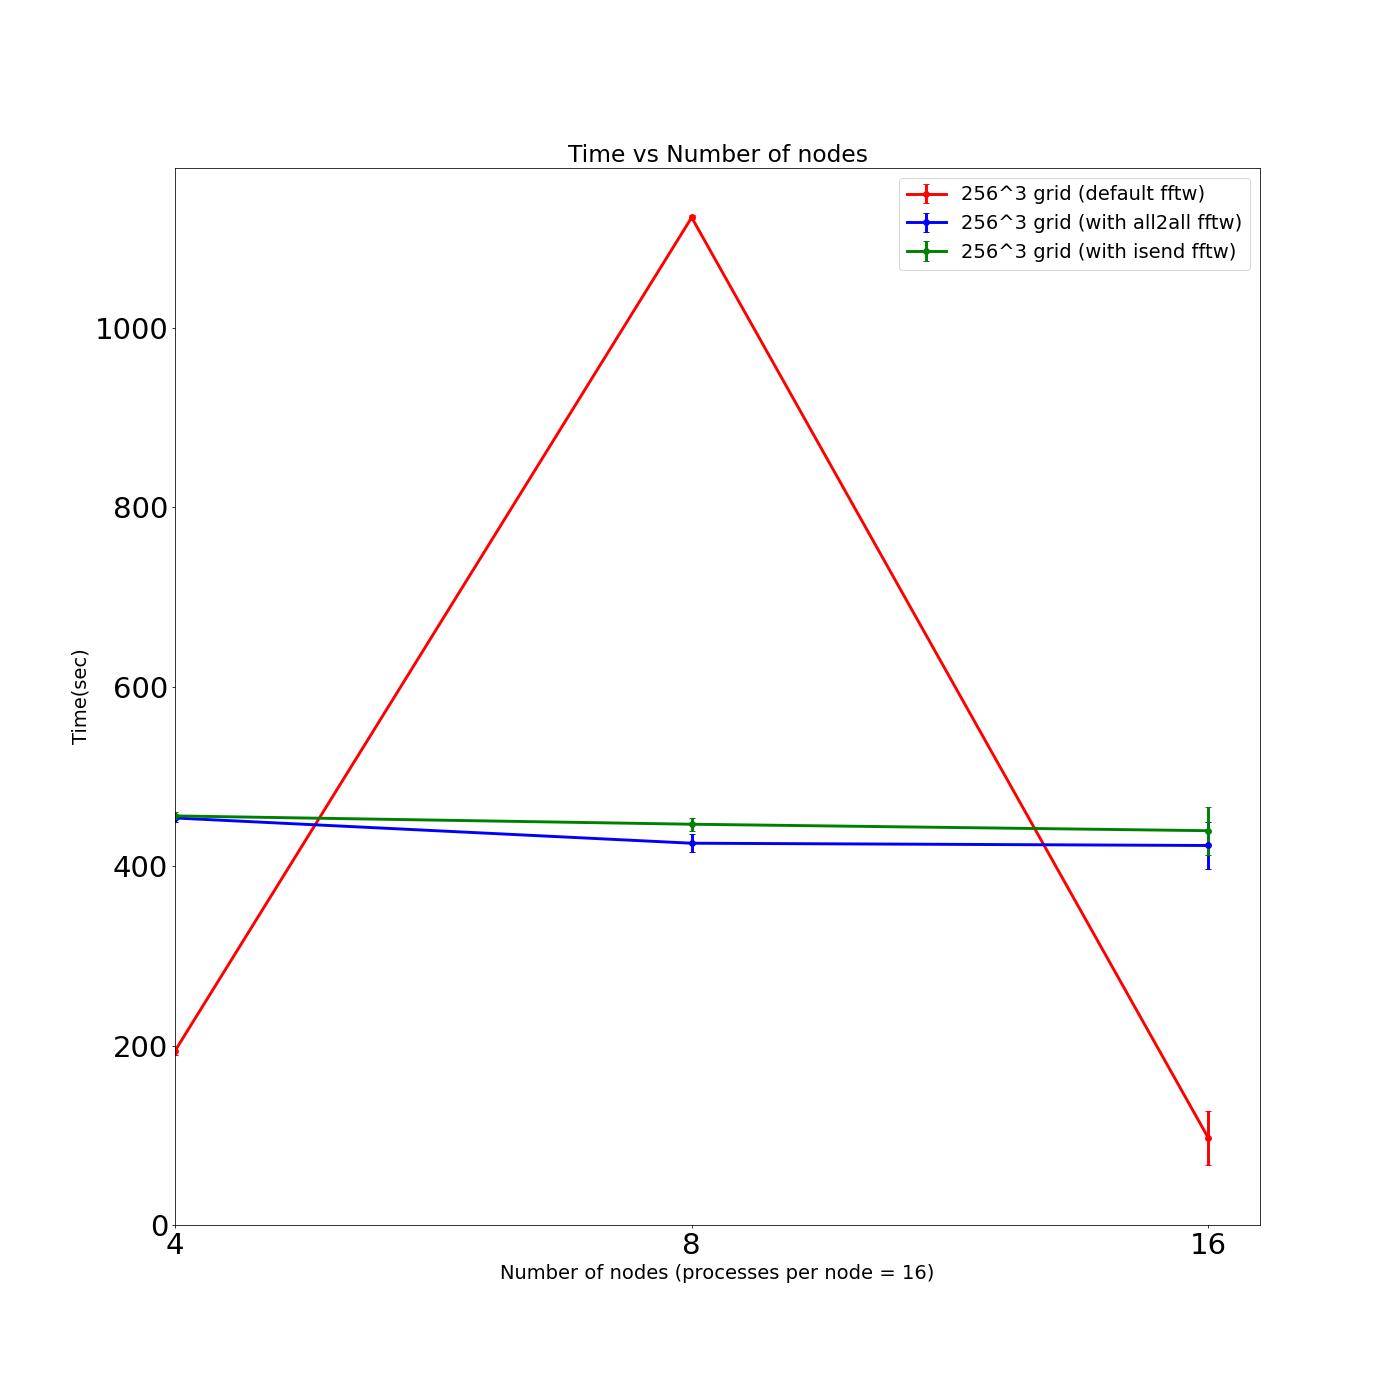 Time vs Number of nodes
256^3 grid (default fftw)
256^3 grid (with all2all fftw)
256^3 grid (with isend fftw)
1000
800
600
400
200
0
Time(sec)
4 8 16
Number of nodes (processes per node = 16)